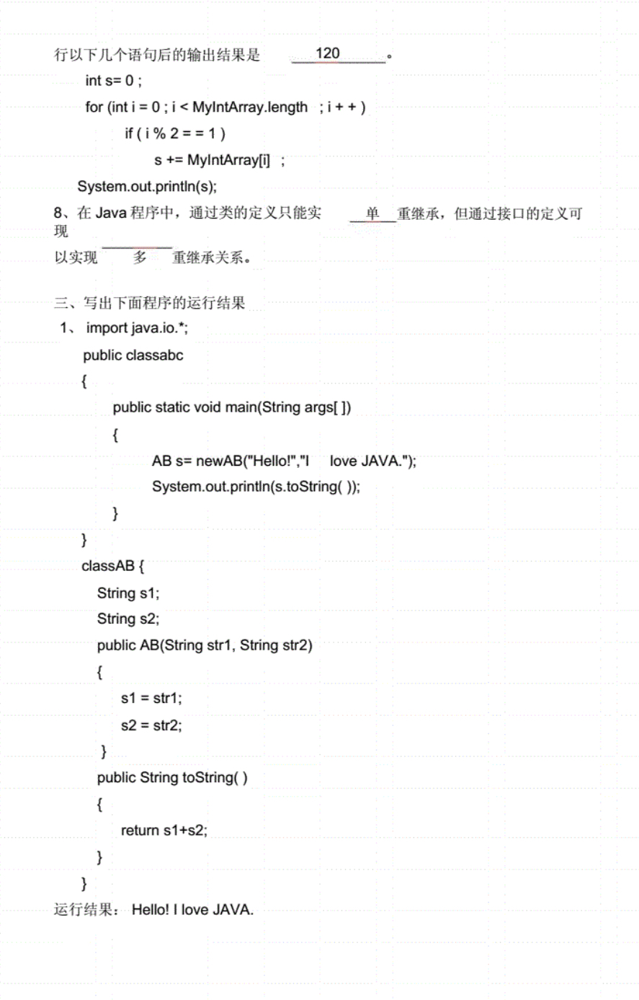 行以下几个语句后的输出结果是 120 。
int s= 0 ;
for (int i = 0 ; i < MyIntArray.length ; i + + )
if ( i % 2 = = 1 )
s += MyIntArray[i] ;
System.out.println(s);
8、在 Java 程序中，通过类的定义只能实 单 重继承，但通过接口的定义可
现
以实现 多 重继承关系。
三、写出下面程序的运行结果
1、 import java.io.*;
public classabc
{
public static void main(String args[ ])
{
AB s= newAB("Hello!","I love JAVA.");
System.out.println(s.toString( ));
}
}
classAB {
String s1;
String s2;
public AB(String str1, String str2)
{
s1 = str1;
s2 = str2;
}
public String toString( )
{
return s1+s2;
}
}
运行结果： Hello! I love JAVA.